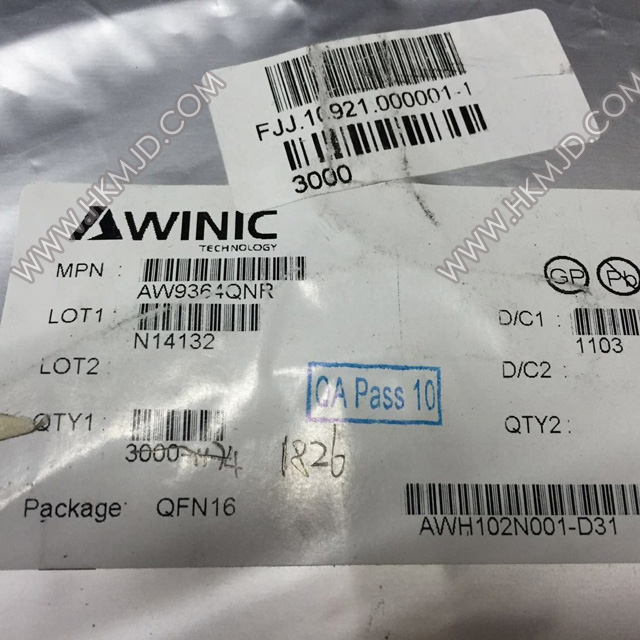 FJJ.10921.000001-1
3000
AWINIC
TECHNOLOGY
MPN :
AW9364QNR
LOT1 :
N14132
D/C1 :
1103
LOT2 :
D/C2 :
QA Pass 10
QTY1 :
QTY2 :
3000
1826
Package:
QFN16
AWH102N001-D31
GP
Pb
WWW.HKMJD.COM
WWW.HKMJD.COM